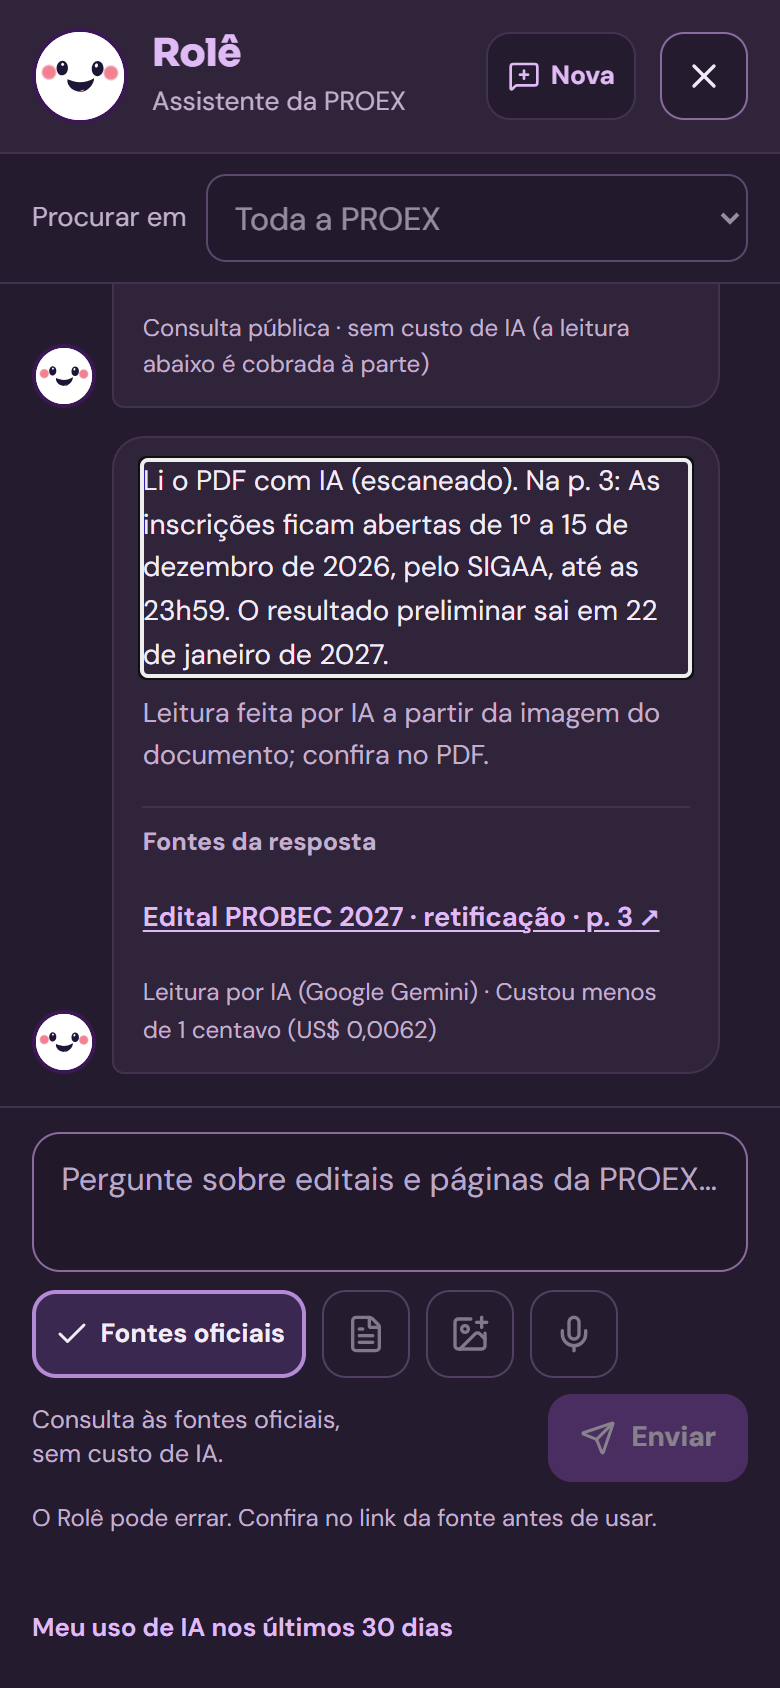 Rolê
Assistente da PROEX
Nova
Procurar em
Toda a PROEX
Consulta pública · sem custo de IA (a leitura
abaixo é cobrada à parte)
Li o PDF com IA (escaneado). Na p. 3: As
inscrições ficam abertas de 1º a 15 de
dezembro de 2026, pelo SIGAA, até as
23h59. O resultado preliminar sai em 22
de janeiro de 2027.
Leitura feita por IA a partir da imagem do
documento; confira no PDF.
Fontes da resposta
Edital PROBEC 2027 · retificação · p. 3 ↗
Leitura por IA (Google Gemini) · Custou menos
de 1 centavo (US$ 0,0062)
Pergunte sobre editais e páginas da PROEX...
Fontes oficiais
Consulta às fontes oficiais,
sem custo de IA.
Enviar
O Rolê pode errar. Confira no link da fonte antes de usar.
Meu uso de IA nos últimos 30 dias